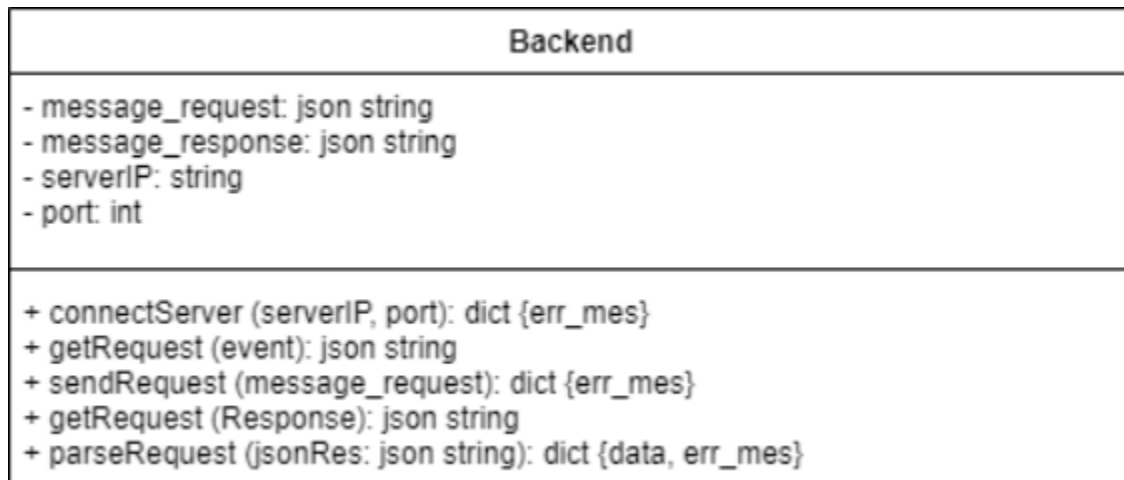 Backend
- message_request: json string
- message_response: json string
- serverIP: string
- port: int
+ connectServer (serverIP, port): dict {err_mes}
+ getRequest (event): json string
+ sendRequest (message_request): dict {err_mes}
+ getRequest (Response): json string
+ parseRequest (jsonRes: json string): dict {data, err_mes}